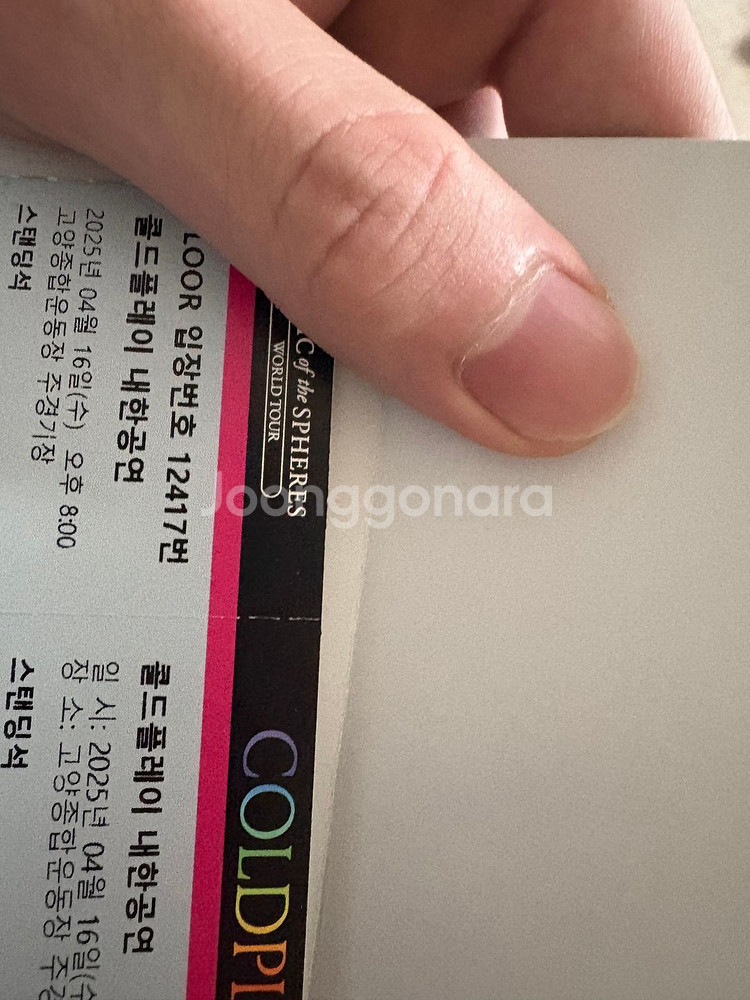 LOOR 입장번호 12417번
콜드플레이 내한공연
2025년 04월 16일(수) 오후 8:00
고양종합운동장 주경기장
스탠딩석
of the SPHERES
WORLD TOUR
Joonggonara
COLDPL
콜드플레이 내한공연
일 시: 2025년 04월 16일(수
장 소: 고양종합운동장 주경
스탠딩석